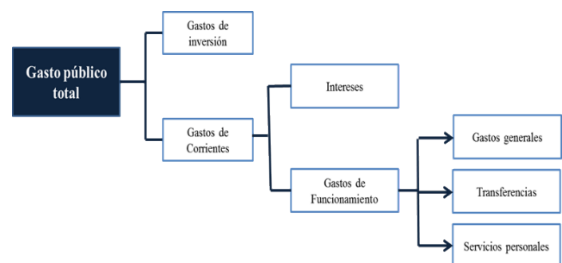 Gasto público
total
Gastos de
inversión
Gastos de
Corrientes
Intereses
Gastos de
Funcionamiento
Gastos generales
Transferencias
Servicios personales